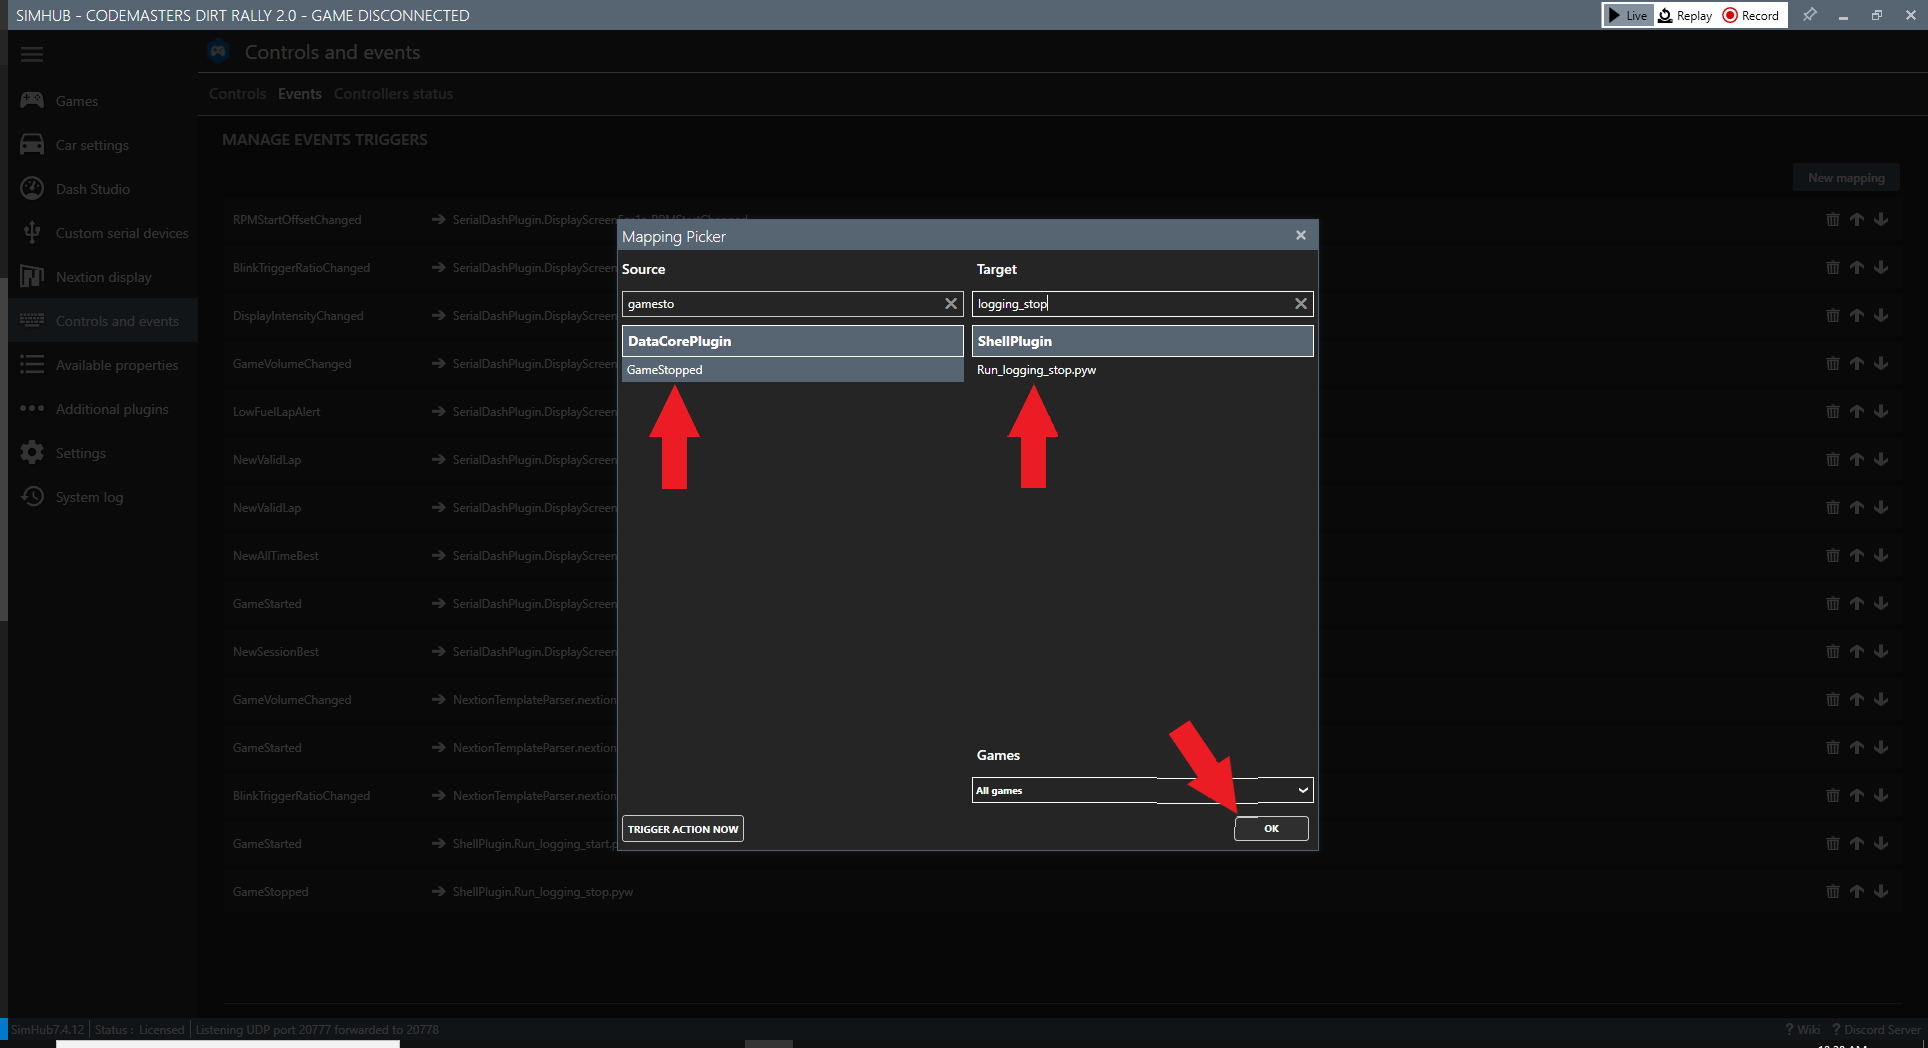 SIMHUB - CODEMASTERS DIRT RALLY 2.0 - GAME DISCONNECTED
Live Replay Record
Controls and events
Controls Events Controllers status
Games
Car settings
Dash Studio
Custom serial devices
Nextion display
Controls and events
Available properties
Additional plugins
Settings
System log
MANAGE EVENTS TRIGGERS
New mapping
RPMStartOffsetChanged SerialDashPlugin.DisplayScreen
BlinkTriggerRatioChanged SerialDashPlugin.DisplayScreen
DisplayIntensityChanged SerialDashPlugin.DisplayScreen
GameVolumeChanged SerialDashPlugin.DisplayScreen
LowFuelLapAlert SerialDashPlugin.DisplayScreen
NewValidLap SerialDashPlugin.DisplayScreen
NewValidLap SerialDashPlugin.DisplayScreen
NewAllTimeBest SerialDashPlugin.DisplayScreen
GameStarted SerialDashPlugin.DisplayScreen
NewSessionBest SerialDashPlugin.DisplayScreen
GameVolumeChanged NextionTemplateParser.nextion
GameStarted NextionTemplateParser.nextion
BlinkTriggerRatioChanged NextionTemplateParser.nextion
GameStarted ShellPlugin.Run_logging_start.p
GameStopped ShellPlugin.Run_logging_stop.pyw
Mapping Picker
Source Target
gamesto logging_stop
DataCorePlugin ShellPlugin
GameStopped Run_logging_stop.pyw
Games
All games
TRIGGER ACTION NOW OK
SimHub7.4.12 Status : Licensed Listening UDP port 20777 forwarded to 20778 ? Wiki ? Discord Server